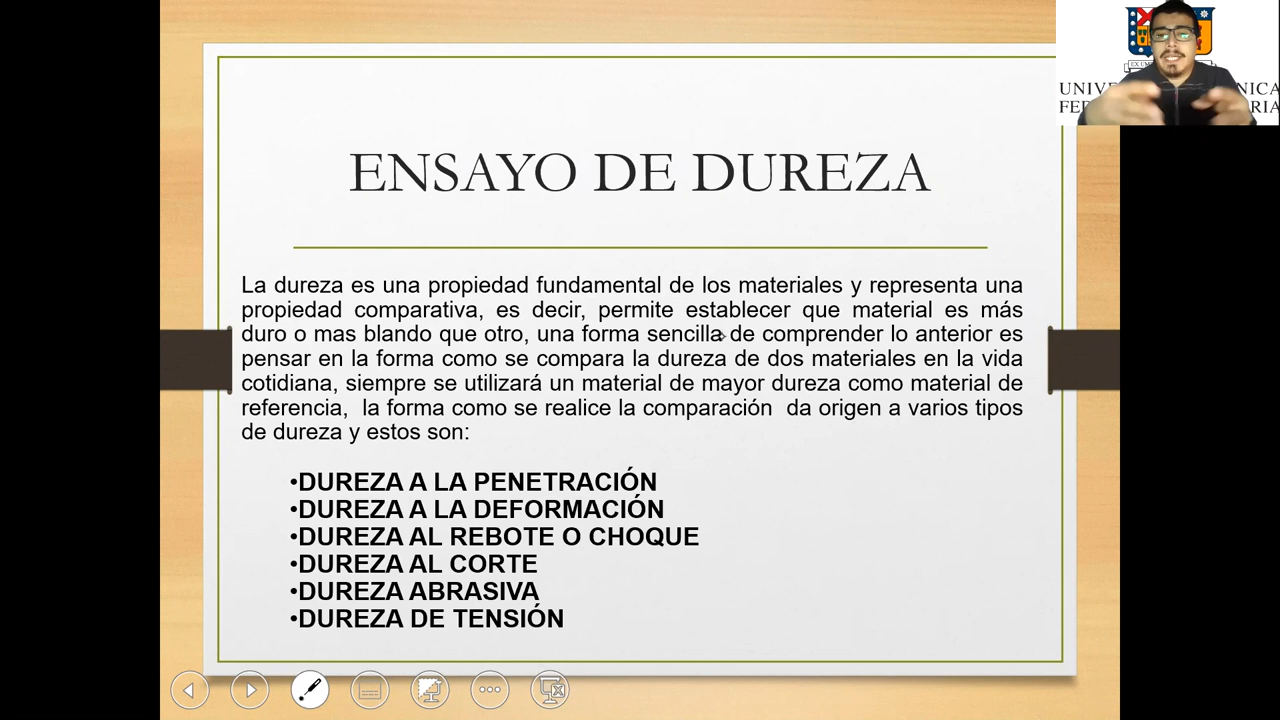 ENSAYO DE DUREZA
La dureza es una propiedad fundamental de los materiales y representa una
propiedad comparativa, es decir, permite establecer que material es más
duro o mas blando que otro, una forma sencilla de comprender lo anterior es
pensar en la forma como se compara la dureza de dos materiales en la vida
cotidiana, siempre se utilizará un material de mayor dureza como material de
referencia, la forma como se realice la comparación da origen a varios tipos
de dureza y estos son:
•DUREZA A LA PENETRACIÓN
•DUREZA A LA DEFORMACIÓN
•DUREZA AL REBOTE O CHOQUE
•DUREZA AL CORTE
•DUREZA ABRASIVA
•DUREZA DE TENSIÓN